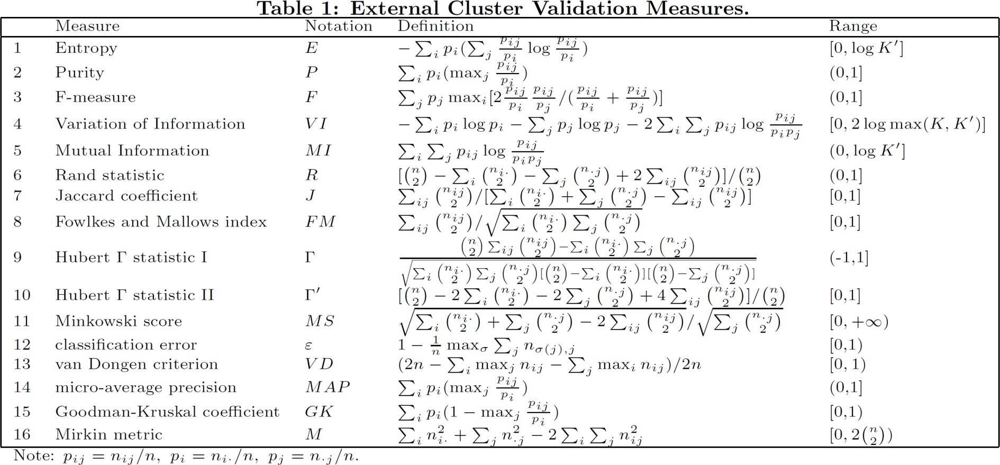 Table 1: External Cluster Validation Measures.
Measure Notation Definition Range
1 Entropy E $-\sum_i p_i(\sum_j \frac{p_{ij}}{p_i} \log \frac{p_{ij}}{p_i})$ $[0, \log K']$
2 Purity P $\sum_i p_i(\max_j \frac{p_{ij}}{p_i})$ (0,1]
3 F-measure F $\sum_j p_j \max_i[2\frac{p_{ij}}{p_i} \frac{p_{ij}}{p_j}/(\frac{p_{ij}}{p_i} + \frac{p_{ij}}{p_j})]$ (0,1]
4 Variation of Information VI $-\sum_i p_i \log p_i - \sum_j p_j \log p_j - 2\sum_i \sum_j p_{ij} \log \frac{p_{ij}}{p_i p_j}$ $[0, 2\log\max(K, K')]$
5 Mutual Information MI $\sum_i \sum_j p_{ij} \log \frac{p_{ij}}{p_i p_j}$ $(0, \log K']$
6 Rand statistic R $[\binom{n}{2} - \sum_i \binom{n_{i\cdot}}{2} - \sum_j \binom{n_{\cdot j}}{2} + 2\sum_{ij} \binom{n_{ij}}{2}]/\binom{n}{2}$ (0,1]
7 Jaccard coefficient J $\sum_{ij} \binom{n_{ij}}{2}/[\sum_i \binom{n_{i\cdot}}{2} + \sum_j \binom{n_{\cdot j}}{2} - \sum_{ij} \binom{n_{ij}}{2}]$ [0,1]
8 Fowlkes and Mallows index FM $\sum_{ij} \binom{n_{ij}}{2}/\sqrt{\sum_i \binom{n_{i\cdot}}{2} \sum_j \binom{n_{\cdot j}}{2}}$ [0,1]
9 Hubert Γ statistic I Γ $\frac{\binom{n}{2}\sum_{ij} \binom{n_{ij}}{2} - \sum_i \binom{n_{i\cdot}}{2} \sum_j \binom{n_{\cdot j}}{2}}{\sqrt{\sum_i \binom{n_{i\cdot}}{2} \sum_j \binom{n_{\cdot j}}{2}[\binom{n}{2} - \sum_i \binom{n_{i\cdot}}{2}][\binom{n}{2} - \sum_j \binom{n_{\cdot j}}{2}]}}$ (-1,1]
10 Hubert Γ statistic II Γ′ $[\binom{n}{2} - 2\sum_i \binom{n_{i\cdot}}{2} - 2\sum_j \binom{n_{\cdot j}}{2} + 4\sum_{ij} \binom{n_{ij}}{2}]/\binom{n}{2}$ [0,1]
11 Minkowski score MS $\sqrt{\sum_i \binom{n_{i\cdot}}{2} + \sum_j \binom{n_{\cdot j}}{2} - 2\sum_{ij} \binom{n_{ij}}{2}}/\sqrt{\sum_j \binom{n_{\cdot j}}{2}}$ $[0, +\infty)$
12 classification error ε $1 - \frac{1}{n} \max_\sigma \sum_j n_{\sigma(j),j}$ [0,1)
13 van Dongen criterion VD $(2n - \sum_i \max_j n_{ij} - \sum_j \max_i n_{ij})/2n$ [0, 1)
14 micro-average precision MAP $\sum_i p_i(\max_j \frac{p_{ij}}{p_i})$ (0,1]
15 Goodman-Kruskal coefficient GK $\sum_i p_i(1 - \max_j \frac{p_{ij}}{p_i})$ [0,1)
16 Mirkin metric M $\sum_i n_{i\cdot}^2 + \sum_j n_{\cdot j}^2 - 2\sum_i \sum_j n_{ij}^2$ $[0, 2\binom{n}{2})$
Note: $p_{ij} = n_{ij}/n$, $p_i = n_{i\cdot}/n$, $p_j = n_{\cdot j}/n$.